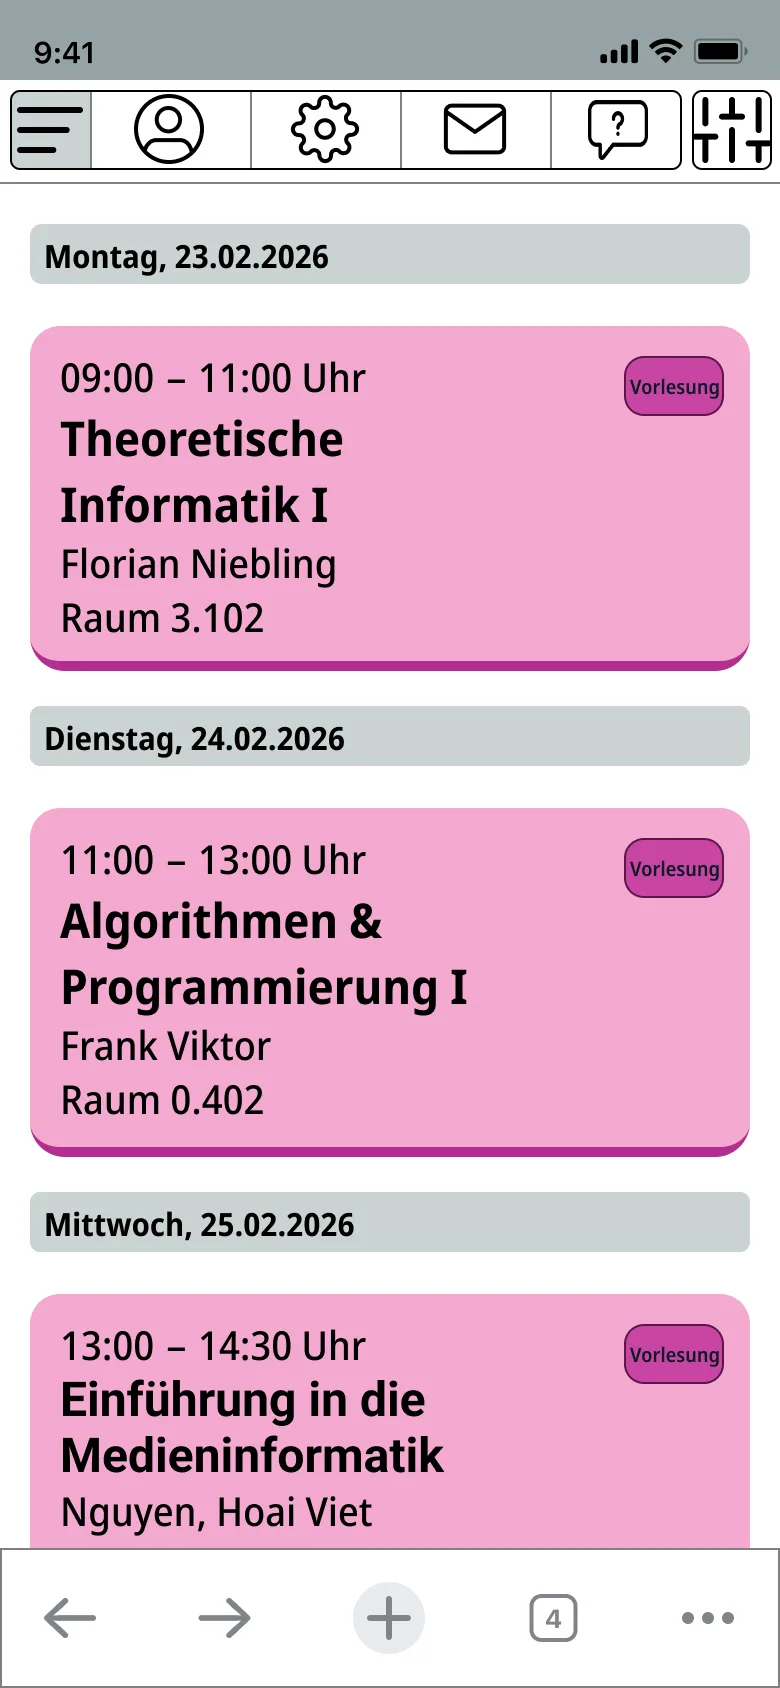 9:41
?
Montag, 23.02.2026
09:00 – 11:00 Uhr
Vorlesung
Theoretische
Informatik I
Florian Niebling
Raum 3.102
Dienstag, 24.02.2026
11:00 – 13:00 Uhr
Vorlesung
Algorithmen &
Programmierung I
Frank Viktor
Raum 0.402
Mittwoch, 25.02.2026
13:00 – 14:30 Uhr
Vorlesung
Einführung in die
Medieninformatik
Nguyen, Hoai Viet
4